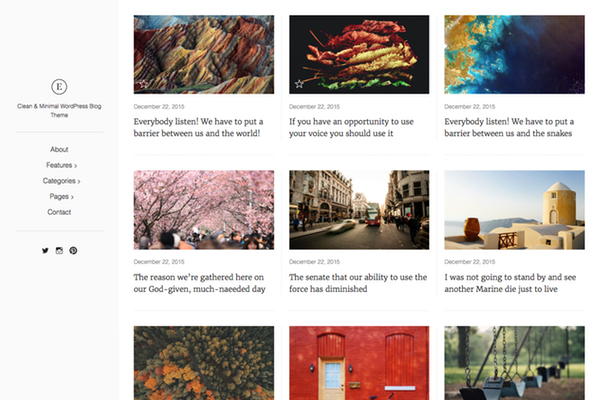 E
Clean & Minimal WordPress Blog
Theme
About
Features >
Categories >
Pages >
Contact
December 22, 2015
Everybody listen! We have to put a
barrier between us and the world!
December 22, 2015
If you have an opportunity to use
your voice you should use it
December 22, 2015
Everybody listen! We have to put a
barrier between us and the snakes
December 22, 2015
The reason we're gathered here on
our God-given, much-naeeded day
December 22, 2015
The senate that our ability to use the
force has diminished
December 22, 2015
I was not going to stand by and see
another Marine die just to live